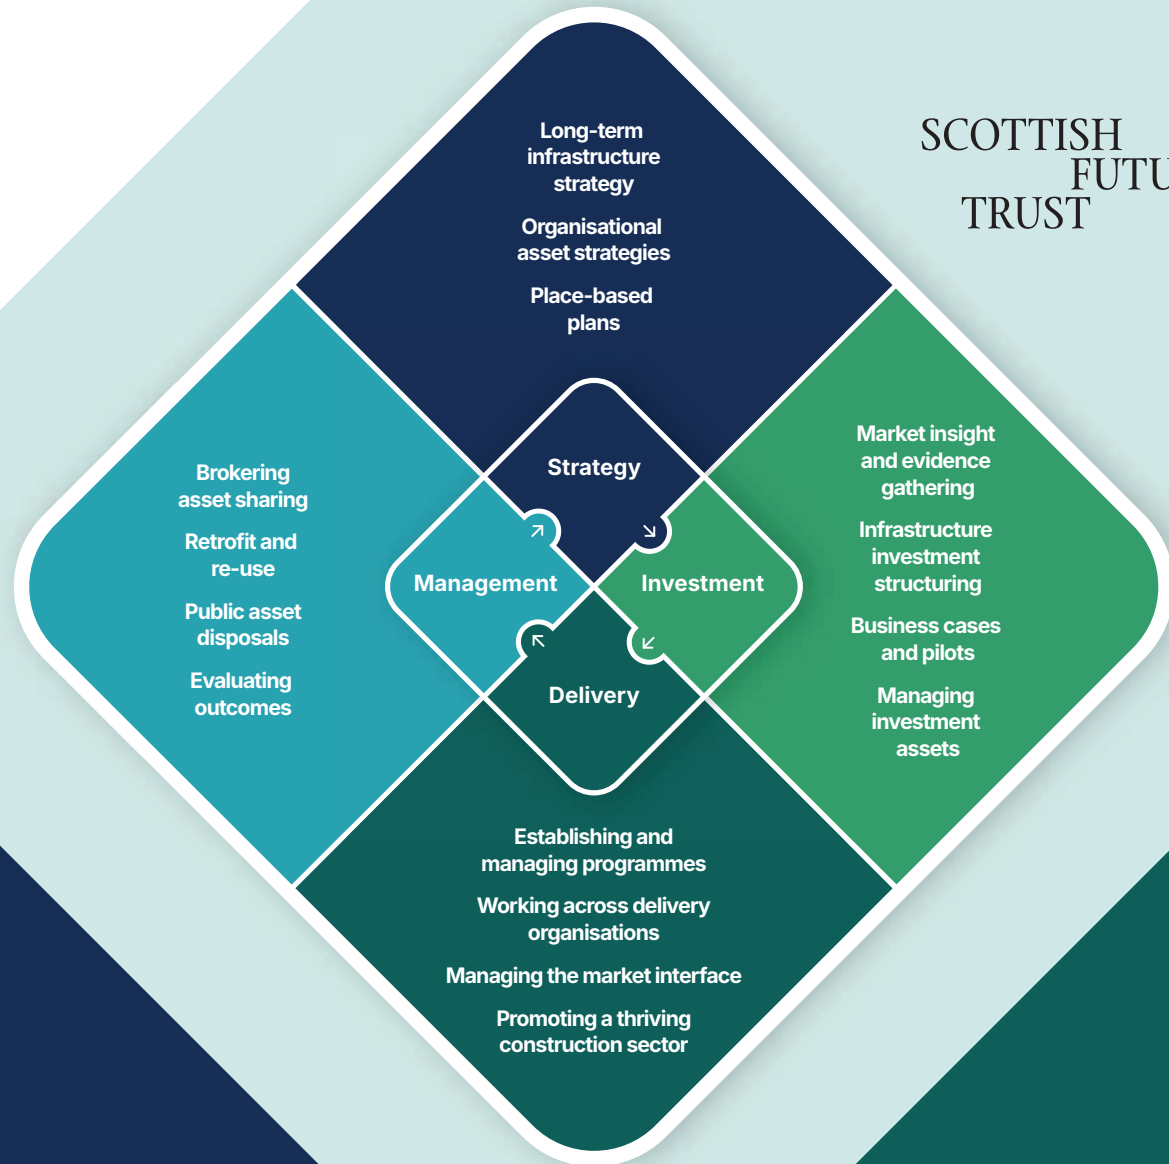 SCOTTISH
FUTU
TRUST
Long-term
infrastructure
strategy
Organisational
asset strategies
Place-based
plans
Strategy
Management
Investment
Delivery
Brokering
asset sharing
Retrofit and
re-use
Public asset
disposals
Evaluating
outcomes
Market insight
and evidence
gathering
Infrastructure
investment
structuring
Business cases
and pilots
Managing
investment
assets
Establishing and
managing programmes
Working across delivery
organisations
Managing the market interface
Promoting a thriving
construction sector